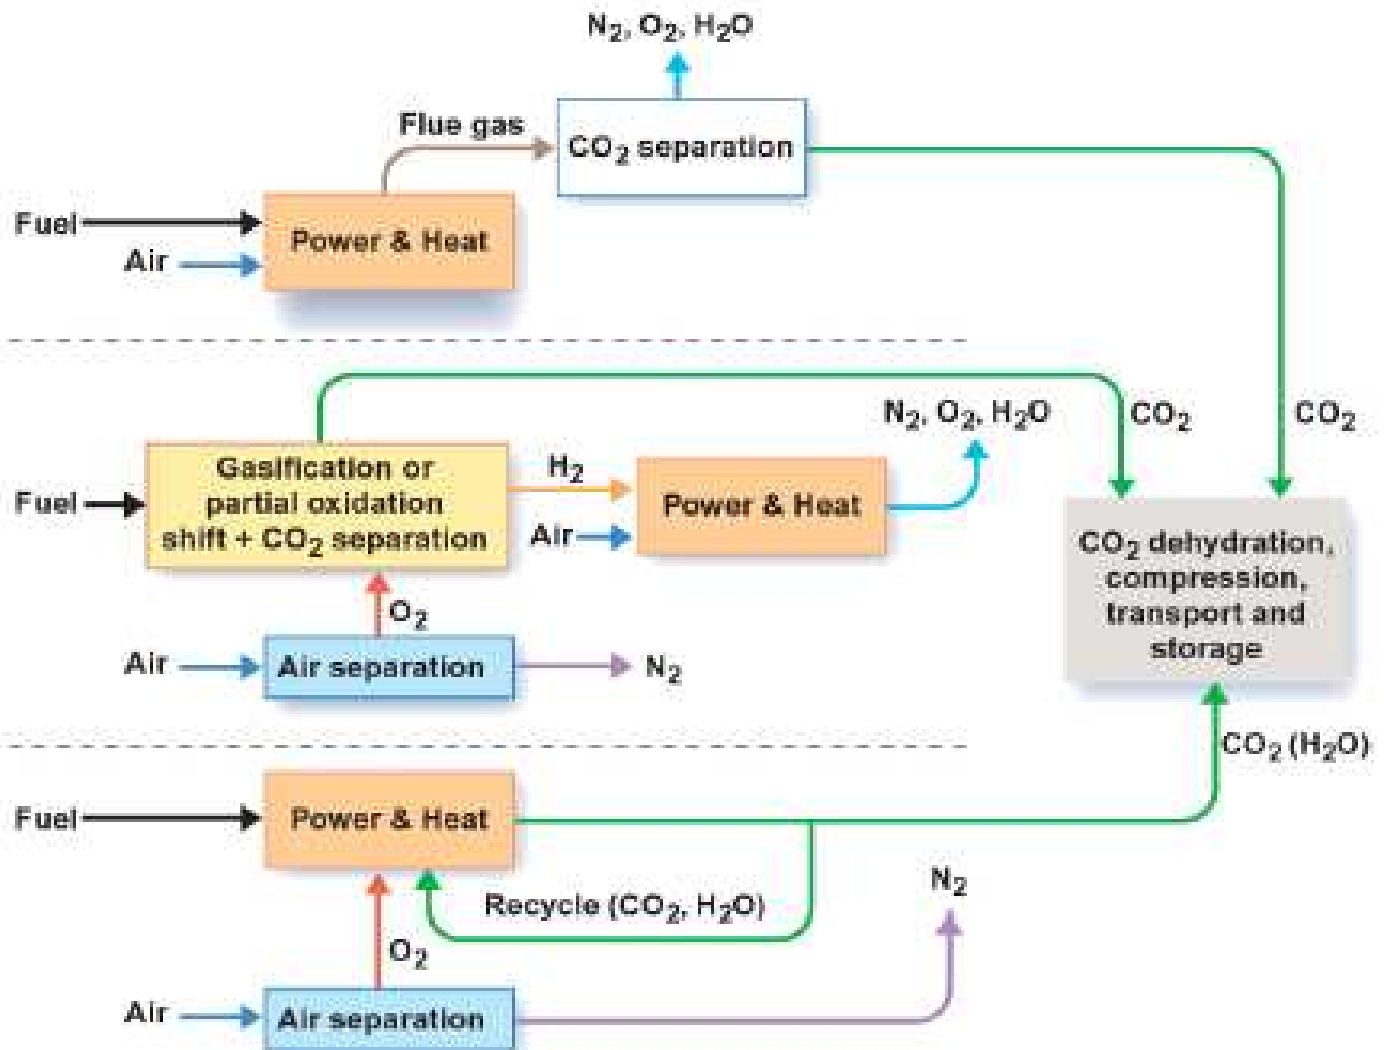 N₂, O₂, H₂O
Flue gas
CO₂ separation
Fuel
Power & Heat
Air
N₂, O₂, H₂O
CO₂
CO₂
Gasification or
partial oxidation
shift + CO₂ separation
Fuel
H₂
Power & Heat
Air
CO₂ dehydration,
compression,
transport and
storage
O₂
Air
Air separation
N₂
CO₂ (H₂O)
Fuel
Power & Heat
N₂
Recycle (CO₂, H₂O)
O₂
Air
Air separation